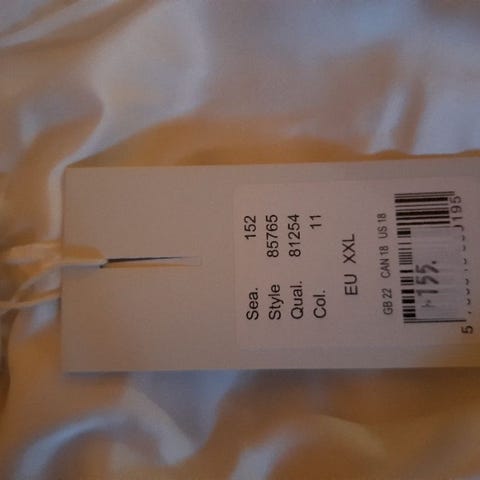 Sea. 152
Style 85765
Qual. 81254
Col. 11
EU XXL
GB 22 CAN 18 US 18
155.